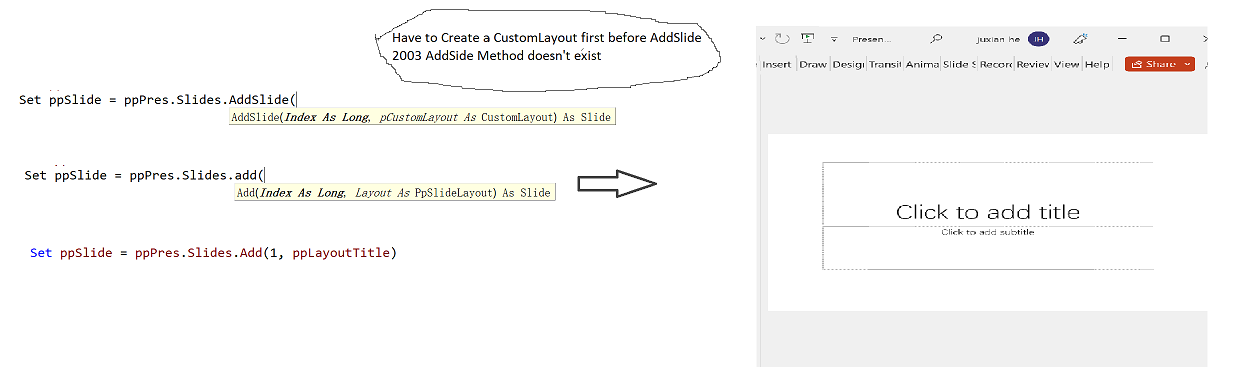 Have to Create a CustomLayout first before AddSlide
2003 AddSide Method doesn't exist
Set ppSlide = ppPres.Slides.AddSlide(
AddSlide(Index As Long, pCustomLayout As CustomLayout) As Slide
Set ppSlide = ppPres.Slides.add(
Add(Index As Long, Layout As PpSlideLayout) As Slide
Set ppSlide = ppPres.Slides.Add(1, ppLayoutTitle)
Presen... juxian he JH
Insert Draw Desig Transit Anima Slide S Record Review View Help Share
Click to add title
Click to add subtitle